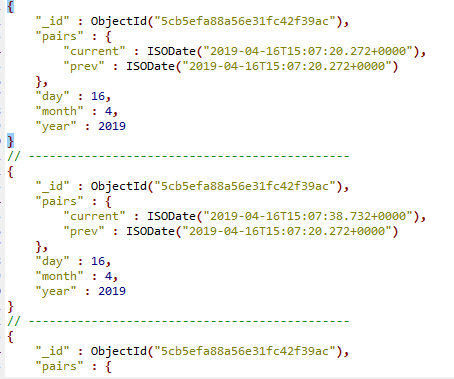 {
"_id" : ObjectId("5cb5efa88a56e31fc42f39ac"),
"pairs" : {
"current" : ISODate("2019-04-16T15:07:20.272+0000"),
"prev" : ISODate("2019-04-16T15:07:20.272+0000")
},
"day" : 16,
"month" : 4,
"year" : 2019
}
// ----------------------------------------------
{
"_id" : ObjectId("5cb5efa88a56e31fc42f39ac"),
"pairs" : {
"current" : ISODate("2019-04-16T15:07:38.732+0000"),
"prev" : ISODate("2019-04-16T15:07:20.272+0000")
},
"day" : 16,
"month" : 4,
"year" : 2019
}
// ----------------------------------------------
{
"_id" : ObjectId("5cb5efa88a56e31fc42f39ac"),
"pairs" : {